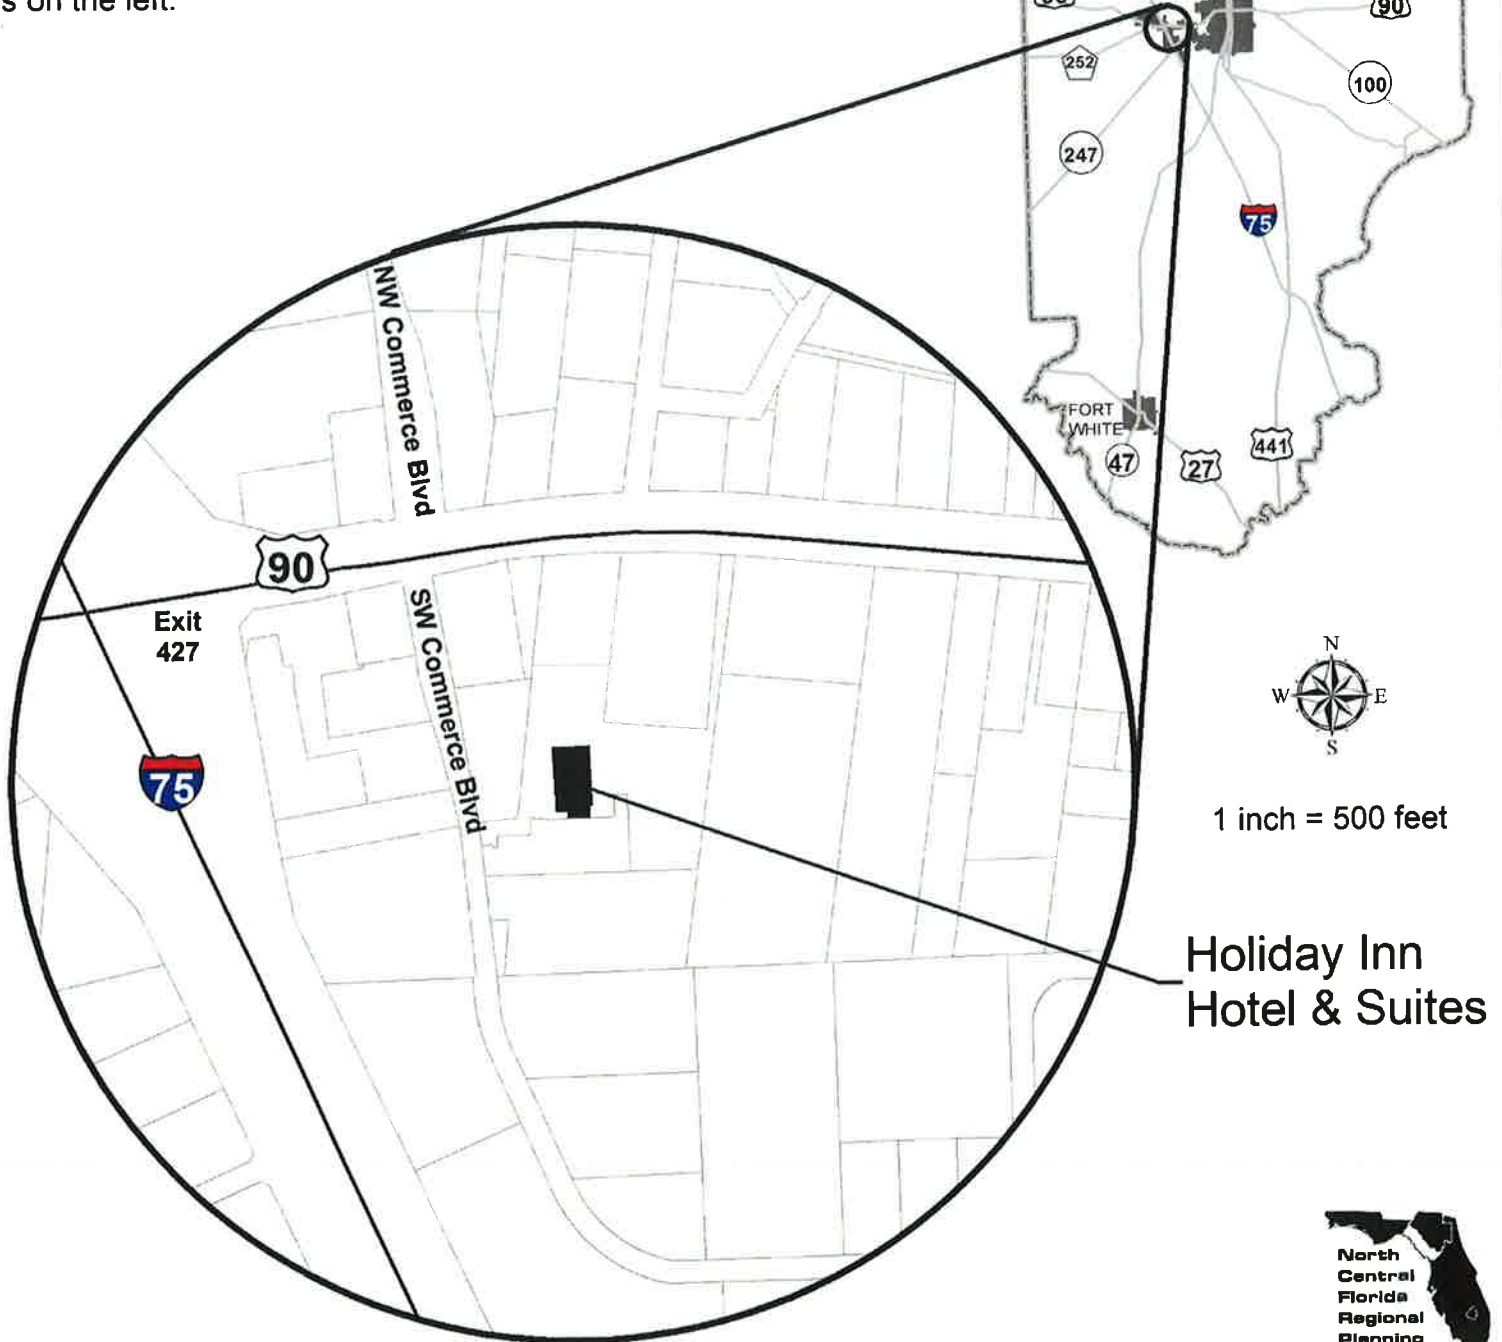 s on the left.
90
252
100
247
75
FORT
WHITE
47
27
441
NW Commerce Blvd
90
Exit
427
SW Commerce Blvd
75
N
W E
S
1 inch = 500 feet
Holiday Inn
Hotel & Suites
North
Central
Florida
Regional
Planning